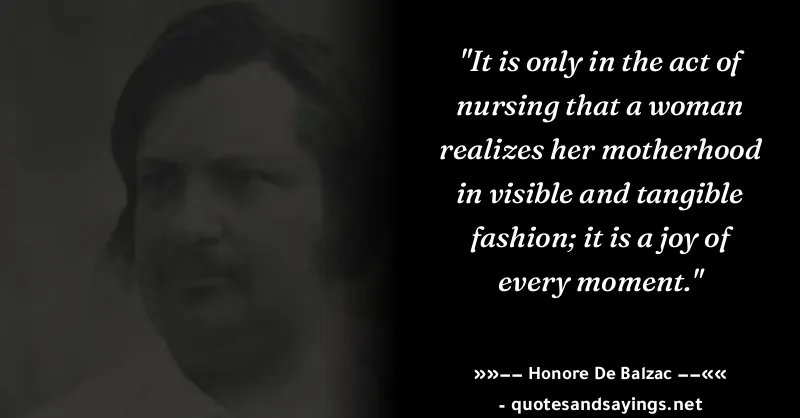 "It is only in the act of
nursing that a woman
realizes her motherhood
in visible and tangible
fashion; it is a joy of
every moment."
»»–– Honore De Balzac ––««
- quotesandsayings.net